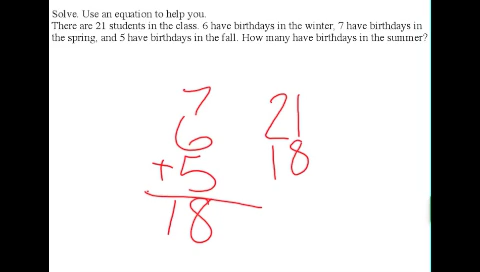 Solve. Use an equation to help you.
There are 21 students in the class. 6 have birthdays in the winter, 7 have birthdays in
the spring, and 5 have birthdays in the fall. How many have birthdays in the summer?
7
6
+5
18
21
18